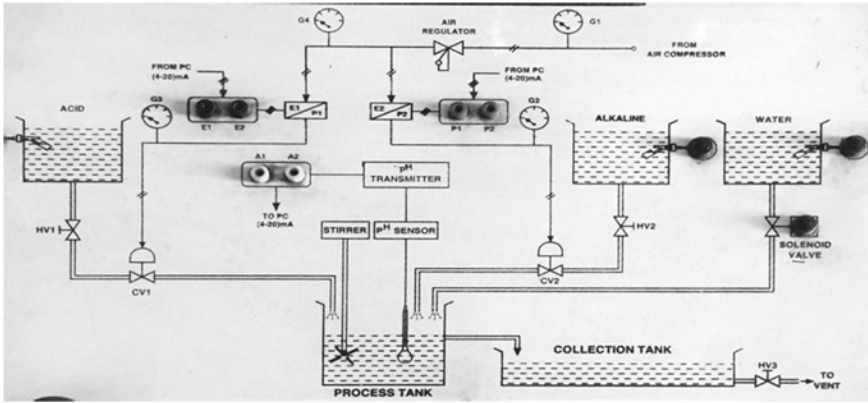 G4
AIR
REGULATOR
G1
FROM
AIR COMPRESSOR
FROM PC
(4-20)mA
FROM PC
(4-20)mA
ACID
G3
E1 E2
E1
P1
E2
P2
P1 P2
G2
ALKALINE
WATER
A1 A2
pH
TRANSMITTER
TO PC
(4-20)mA
HV1
STIRRER
pH SENSOR
HV2
SOLENOID
VALVE
CV1
CV2
COLLECTION TANK
HV3
TO
VENT
PROCESS TANK